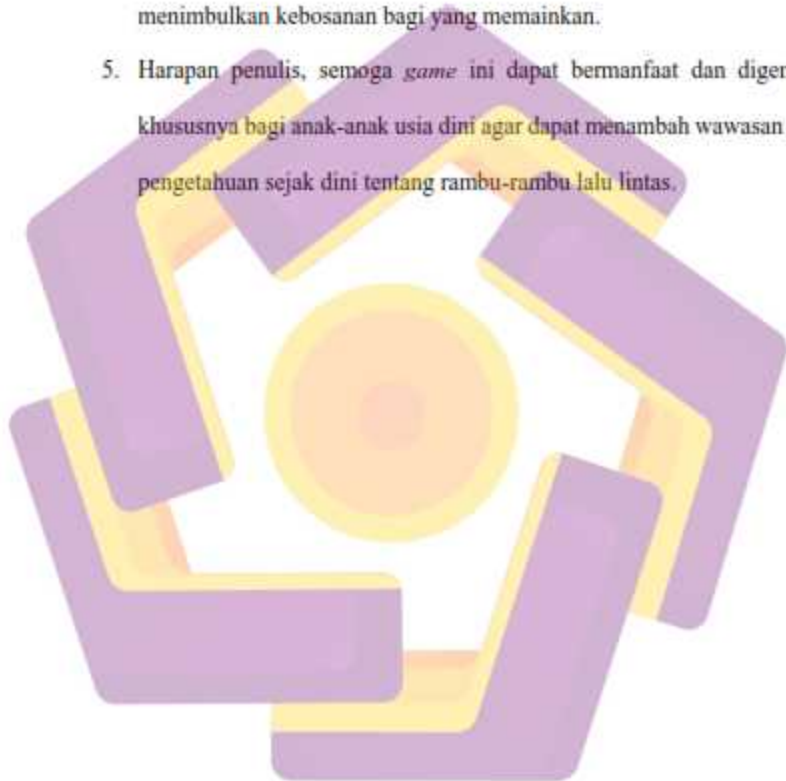 menimbulkan kebosanan bagi yang memainkan.
5. Harapan penulis, semoga game ini dapat bermanfaat dan diger
khususnya bagi anak-anak usia dini agar dapat menambah wawasan
pengetahuan sejak dini tentang rambu-rambu lalu lintas.